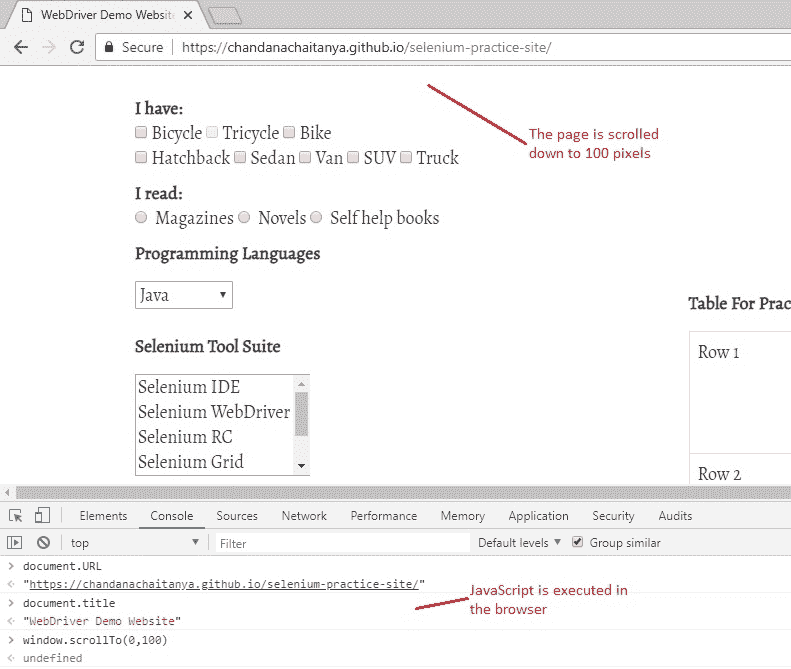 WebDriver Demo Website
Secure https://chandanachaitanya.github.io/selenium-practice-site/
I have:
Bicycle Tricycle Bike
Hatchback Sedan Van SUV Truck
The page is scrolled
down to 100 pixels
I read:
Magazines Novels Self help books
Programming Languages
Java
Table For Prac
Selenium Tool Suite
Row 1
Selenium IDE
Selenium WebDriver
Selenium RC
Selenium Grid
Row 2
Elements Console Sources Network Performance Memory Application Security Audits
top Filter Default levels Group similar
> document.URL
"https://chandanachaitanya.github.io/selenium-practice-site/"
> document.title
"WebDriver Demo Website"
> window.scrollTo(0,100)
undefined
JavaScript is executed in
the browser